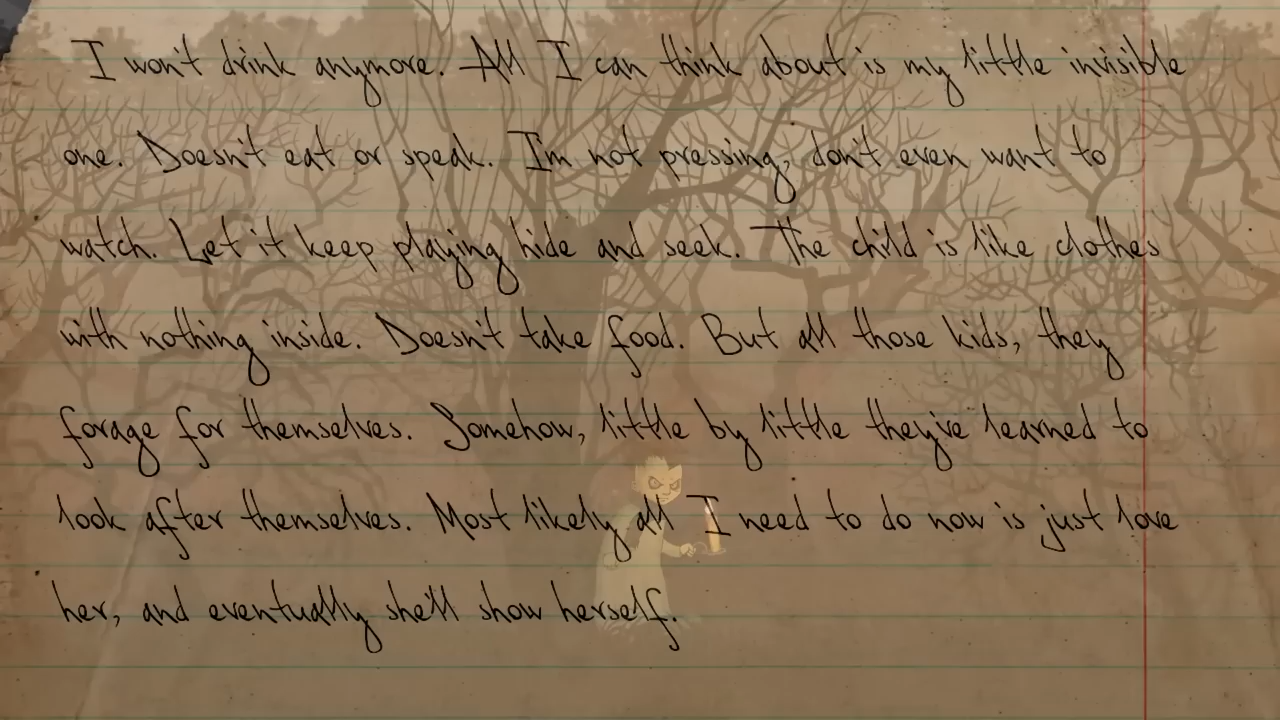 I won't drink anymore. All I can think about is my little invisible
one. Doesn't eat or speak. I'm not pressing, don't even want to
watch. Let it keep playing hide and seek. The child is like clothes
with nothing inside. Doesn't take food. But all those kids, they
forage for themselves. Somehow, little by little they've learned to
look after themselves. Most likely all I need to do now is just love
her, and eventually she'll show herself.